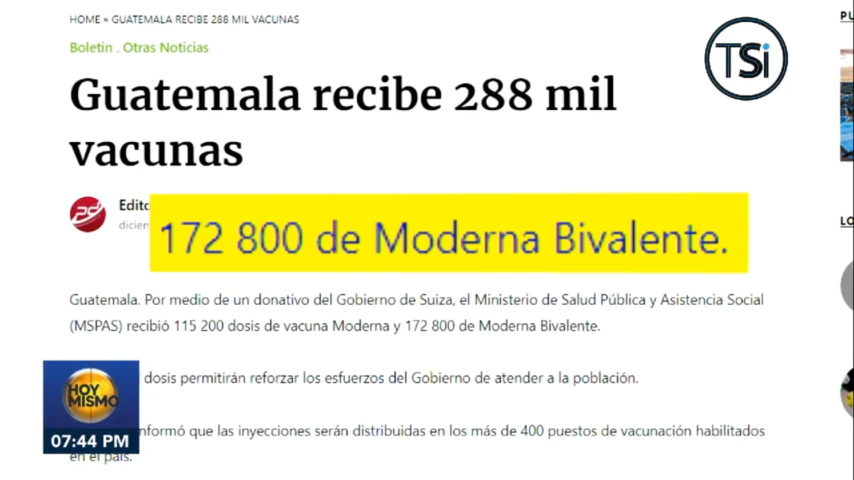 HOME » GUATEMALA RECIBE 288 MIL VACUNAS
Boletin . Otras Noticias
TSi
Guatemala recibe 288 mil
vacunas
pd
172 800 de Moderna Bivalente.
Guatemala. Por medio de un donativo del Gobierno de Suiza, el Ministerio de Salud Pública y Asistencia Social
(MSPAS) recibió 115 200 dosis de vacuna Moderna y 172 800 de Moderna Bivalente.
dosis permitirán reforzar los esfuerzos del Gobierno de atender a la población.
HOY
MISMO
07:44 PM
que las inyecciones serán distribuidas en los más de 400 puestos de vacunación habilitados
en el país.